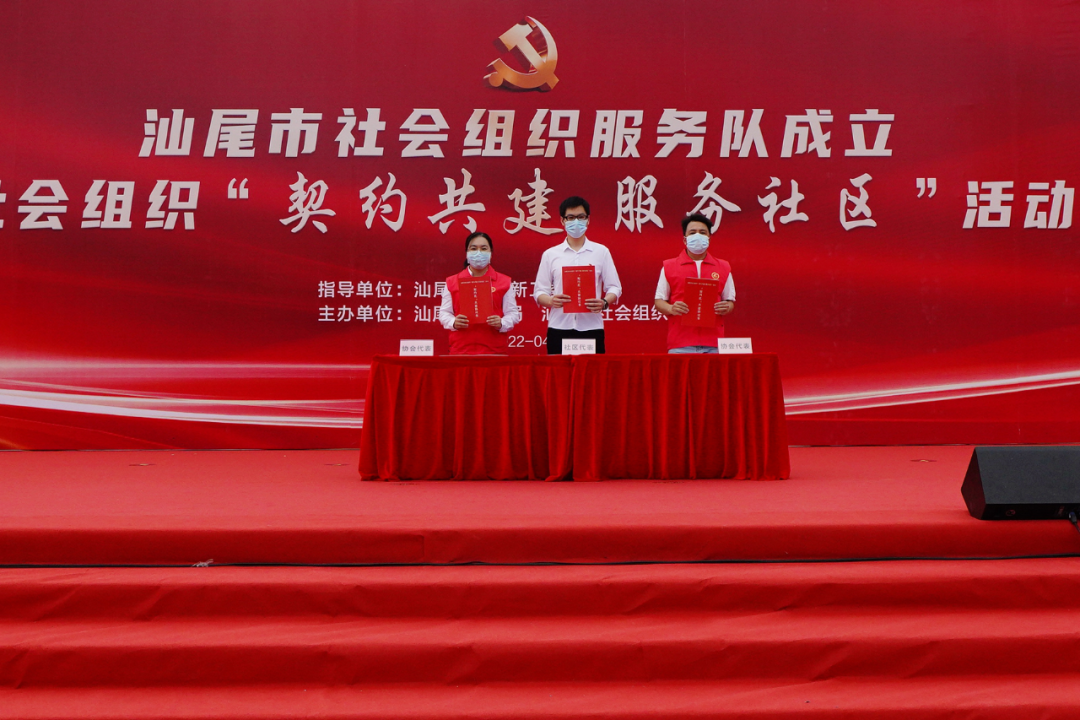 汕尾市社会组织服务队成立
社会组织“契约共建 服务社区”活动
指导单位：汕尾 新
主办单位：汕尾 局 社会组织
22-04
协会代表
社区代表
协会代表